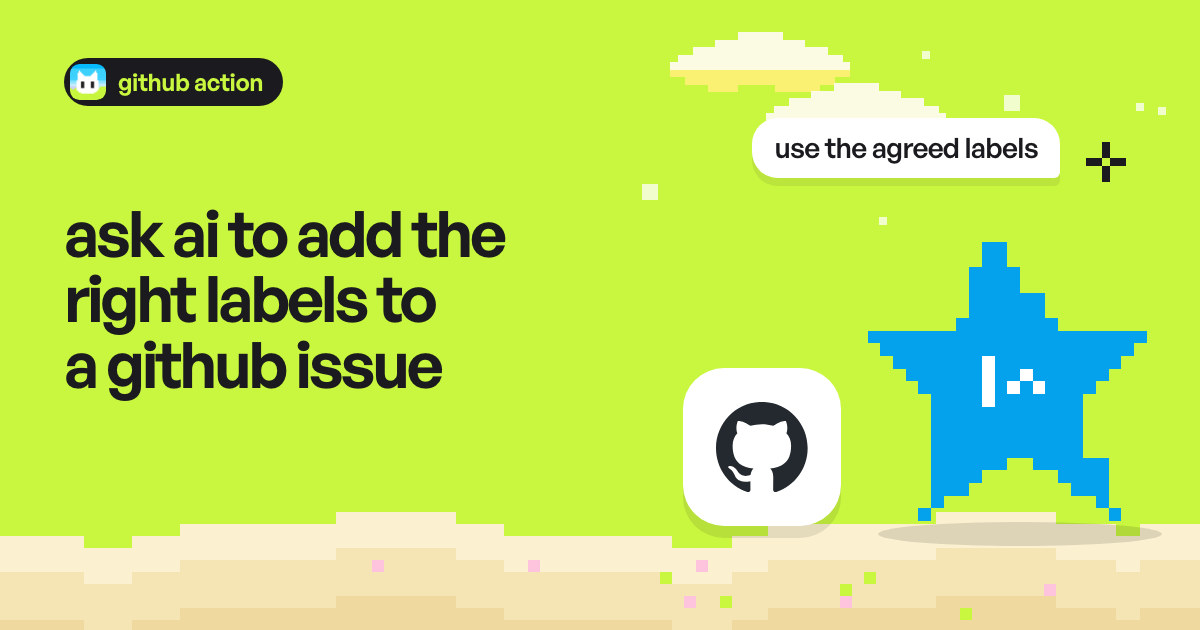 github action
use the agreed labels
ask ai to add the
right labels to
a github issue